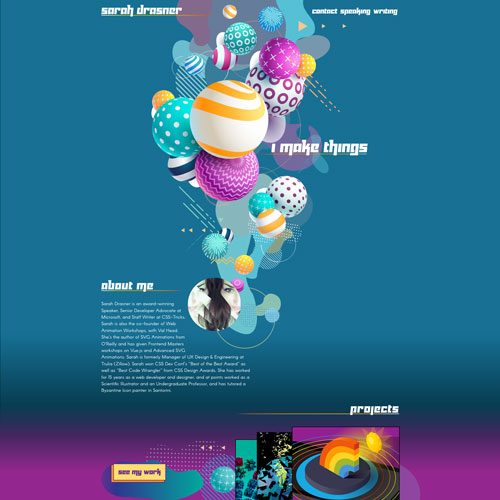 sarah drasner
contact speaking writing
i make things
about me
Sarah Drasner is an award-winning
Speaker, Senior Developer Advocate at
Microsoft, and Staff Writer at CSS-Tricks.
Sarah is also the co-founder of Web
Animation Workshops, with Val Head.
She's the author of SVG Animations from
O'Reilly and has given Frontend Masters
workshops on Vue.js and Advanced SVG
Animations. Sarah is formerly Manager of UX Design & Engineering at
Trulia (Zillow). Sarah won CSS Dev Conf's "Best of the Best Award" as
well as "Best Code Wrangler" from CSS Design Awards. She has worked
for 15 years as a web developer and designer, and at points worked as a
Scientific Illustrator and an Undergraduate Professor, and has tutored a
Byzantine Icon painter in Santorini.
projects
see my work